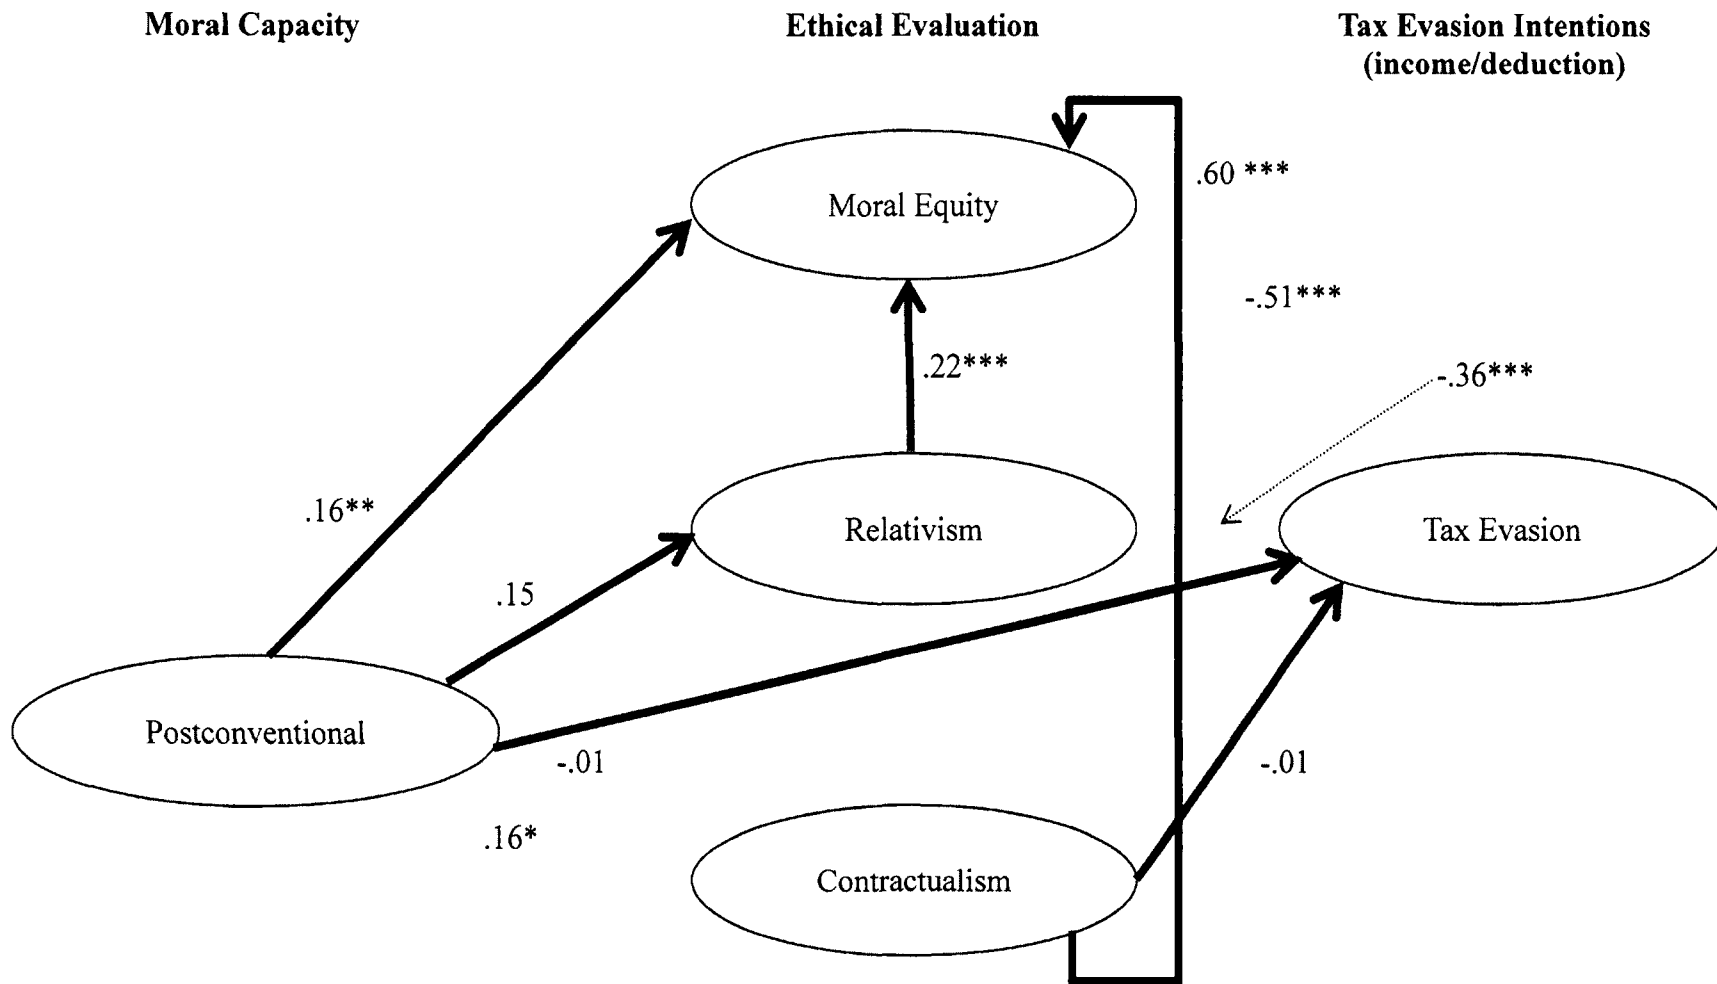 Moral Capacity
Ethical Evaluation
Tax Evasion Intentions
(income/deduction)
.60 ***
Moral Equity
-.51***
.22***
-.36***
.16**
Relativism
Tax Evasion
.15
Postconventional
-.01
-.01
.16*
Contractualism